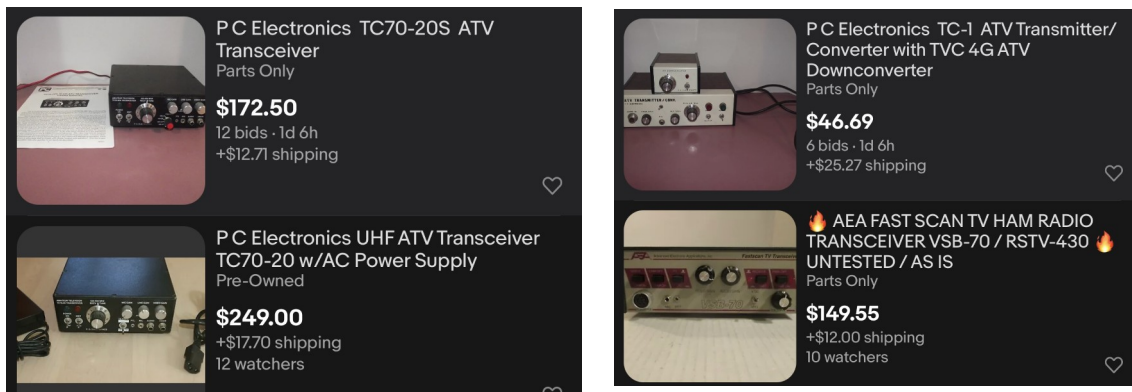 P C Electronics TC70-20S ATV
Transceiver
Parts Only
$172.50
12 bids · 1d 6h
+$12.71 shipping
P C Electronics UHF ATV Transceiver
TC70-20 w/AC Power Supply
Pre-Owned
$249.00
+$17.70 shipping
12 watchers
P C Electronics TC-1 ATV Transmitter/
Converter with TVC 4G ATV
Downconverter
Parts Only
$46.69
6 bids · 1d 6h
+$25.27 shipping
🔥 AEA FAST SCAN TV HAM RADIO
TRANSCEIVER VSB-70 / RSTV-430 🔥
UNTESTED / AS IS
Parts Only
$149.55
+$12.00 shipping
10 watchers